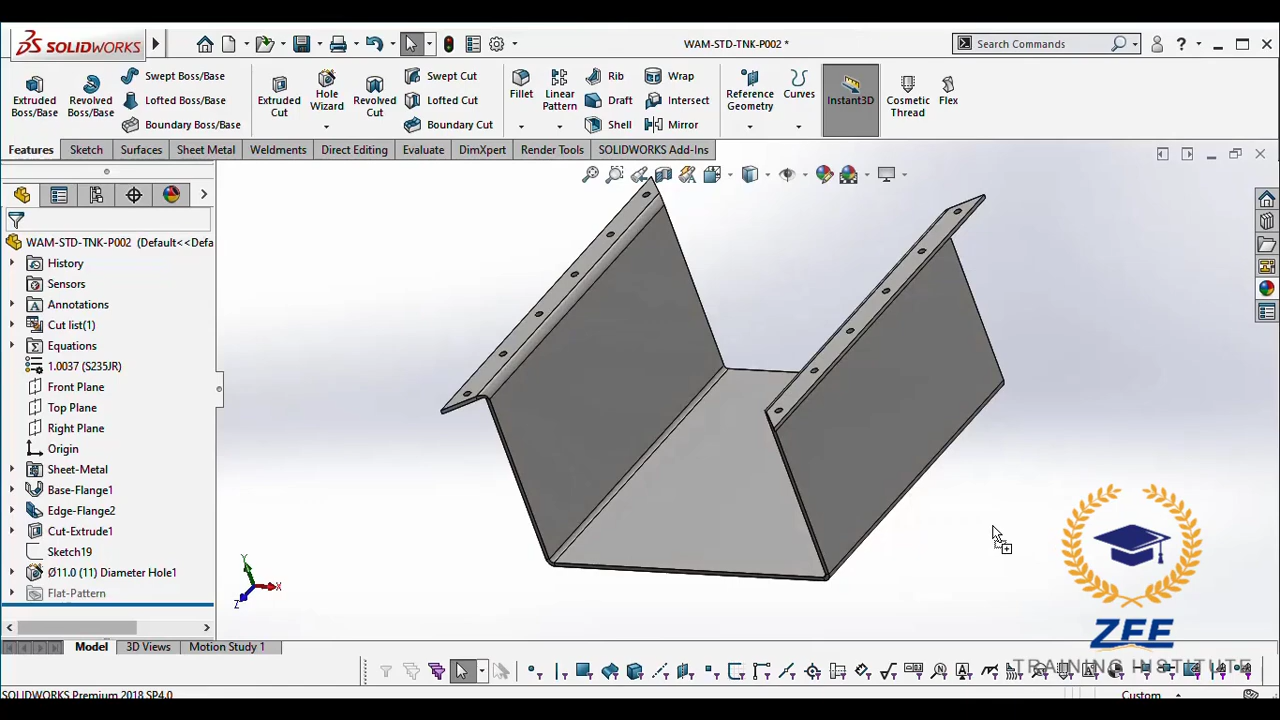 SOLIDWORKS
WAM-STD-TNK-P002 *
Search Commands
Extruded Boss/Base
Revolved Boss/Base
Swept Boss/Base
Lofted Boss/Base
Boundary Boss/Base
Extruded Cut
Hole Wizard
Revolved Cut
Swept Cut
Lofted Cut
Boundary Cut
Fillet
Linear Pattern
Rib
Draft
Shell
Wrap
Intersect
Mirror
Reference Geometry
Curves
Instant3D
Cosmetic Thread
Flex
Features Sketch Surfaces Sheet Metal Weldments Direct Editing Evaluate DimXpert Render Tools SOLIDWORKS Add-Ins
WAM-STD-TNK-P002 (Default<<Defa
History
Sensors
Annotations
Cut list(1)
Equations
1.0037 (S235JR)
Front Plane
Top Plane
Right Plane
Origin
Sheet-Metal
Base-Flange1
Edge-Flange2
Cut-Extrude1
Sketch19
Ø11.0 (11) Diameter Hole1
Flat-Pattern
Y
X
Z
ZFF
TRAINING INSTITUTE
Model 3D Views Motion Study 1
SOLIDWORKS Premium 2018 SP4.0
Custom